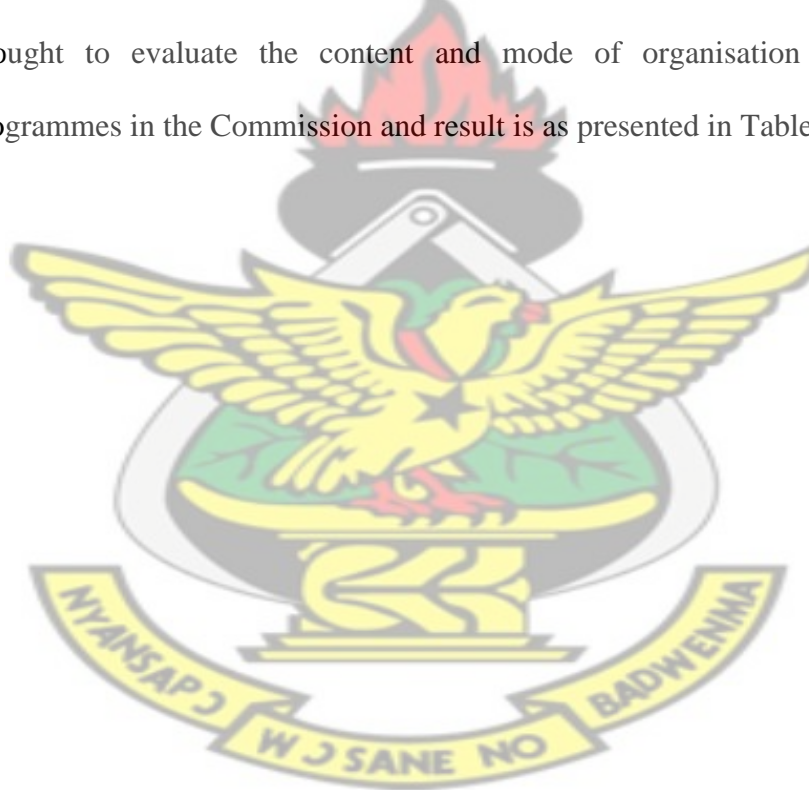 ought to evaluate the content and mode of organisation
ogrammes in the Commission and result is as presented in Table
NYANSAPƆ
WƆSANE NO
BADWENMA